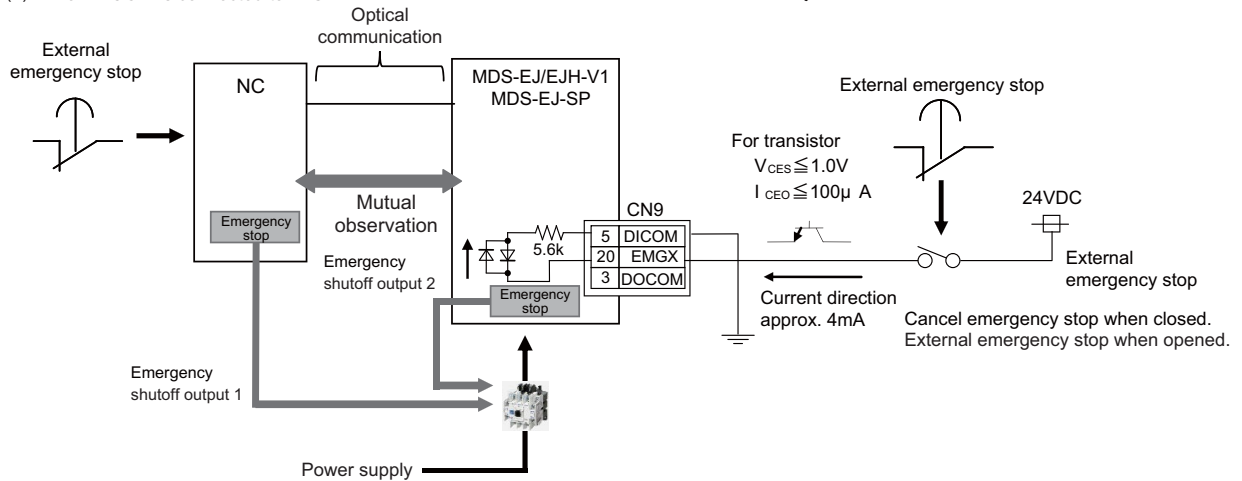 Optical
communication
External
emergency stop
NC
MDS-EJ/EJH-V1
MDS-EJ-SP
External emergency stop
For transistor
VCES≦1.0V
I CEO≦100μ A
24VDC
Mutual
observation
CN9
Emergency
stop
5.6k
5 DICOM
20 EMGX
3 DOCOM
External
emergency stop
Emergency
shutoff output 2
Emergency
stop
Current direction
approx. 4mA
Cancel emergency stop when closed.
External emergency stop when opened.
Emergency
shutoff output 1
Power supply